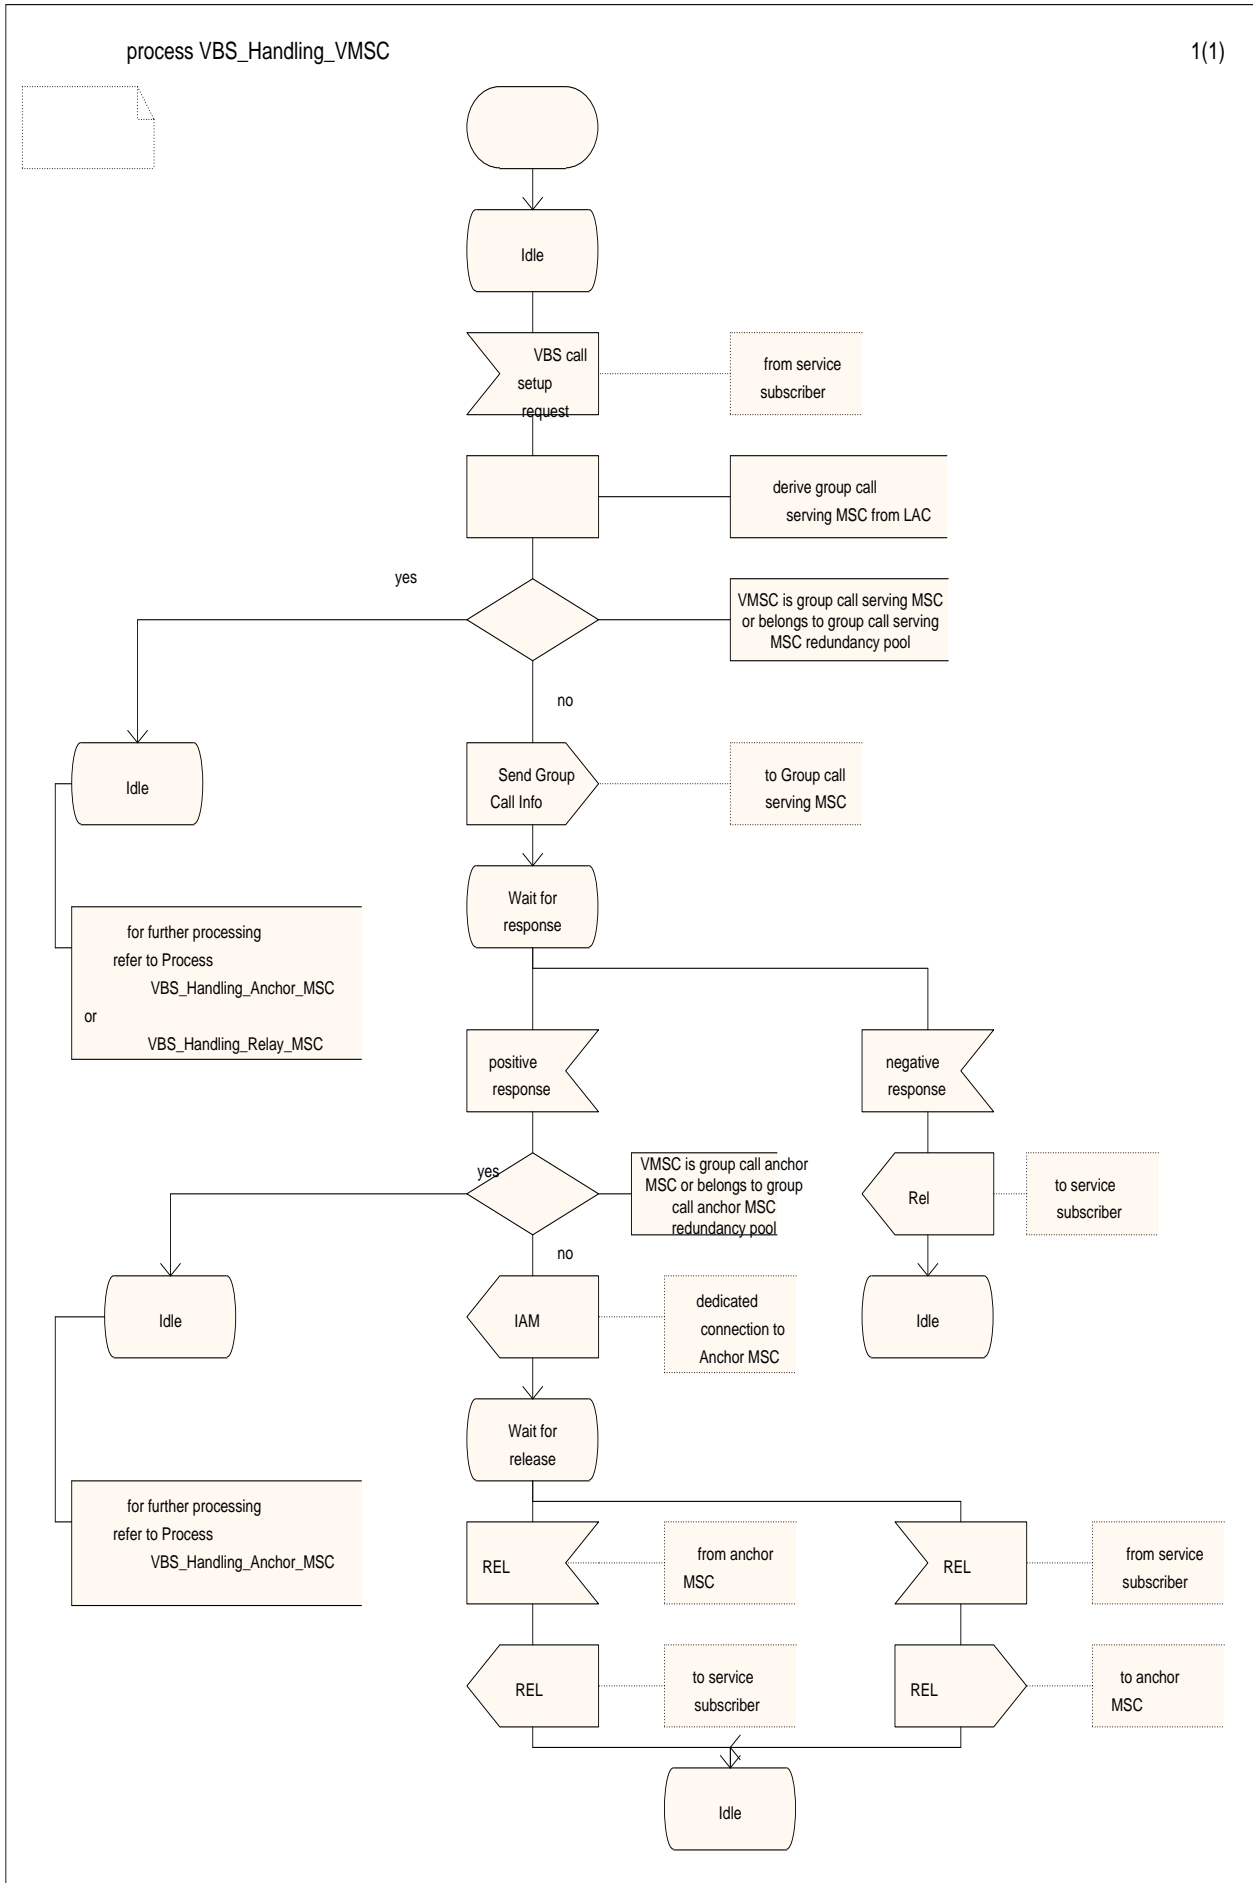 process VBS_Handling_VMSC
1(1)
Idle
VBS call
setup
request
from service
subscriber
derive group call
serving MSC from LAC
yes
VMSC is group call serving MSC
or belongs to group call serving
MSC redundancy pool
no
Idle
Send Group
Call Info
to Group call
serving MSC
Wait for
response
for further processing
refer to Process
VBS_Handling_Anchor_MSC
or
VBS_Handling_Relay_MSC
positive
response
negative
response
yes
VMSC is group call anchor
MSC or belongs to group
call anchor MSC
redundancy pool
Rel
to service
subscriber
no
Idle
IAM
dedicated
connection to
Anchor MSC
Idle
Wait for
release
for further processing
refer to Process
VBS_Handling_Anchor_MSC
REL
from anchor
MSC
REL
from service
subscriber
REL
to service
subscriber
REL
to anchor
MSC
Idle